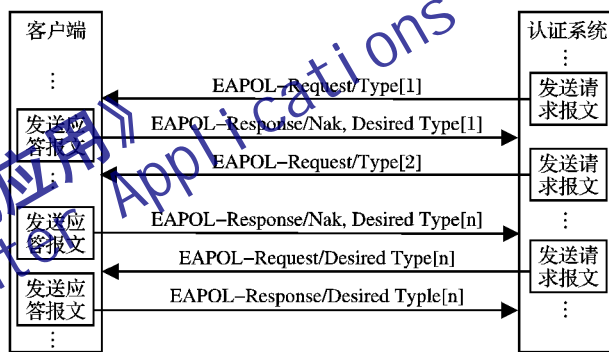 客户端
认证系统
⋮
⋮
EAPOL-Request/Type[1]
发送请
求报文
发送应
答报文
EAPOL-Response/Nak, Desired Type[1]
⋮
⋮
EAPOL-Request/Type[2]
发送请
求报文
⋮
发送应
答报文
EAPOL-Response/Nak, Desired Type[n]
EAPOL-Request/Desired Type[n]
发送请
求报文
发送应
答报文
EAPOL-Response/Desired Typle[n]
⋮
⋮
应用》
ter Applications